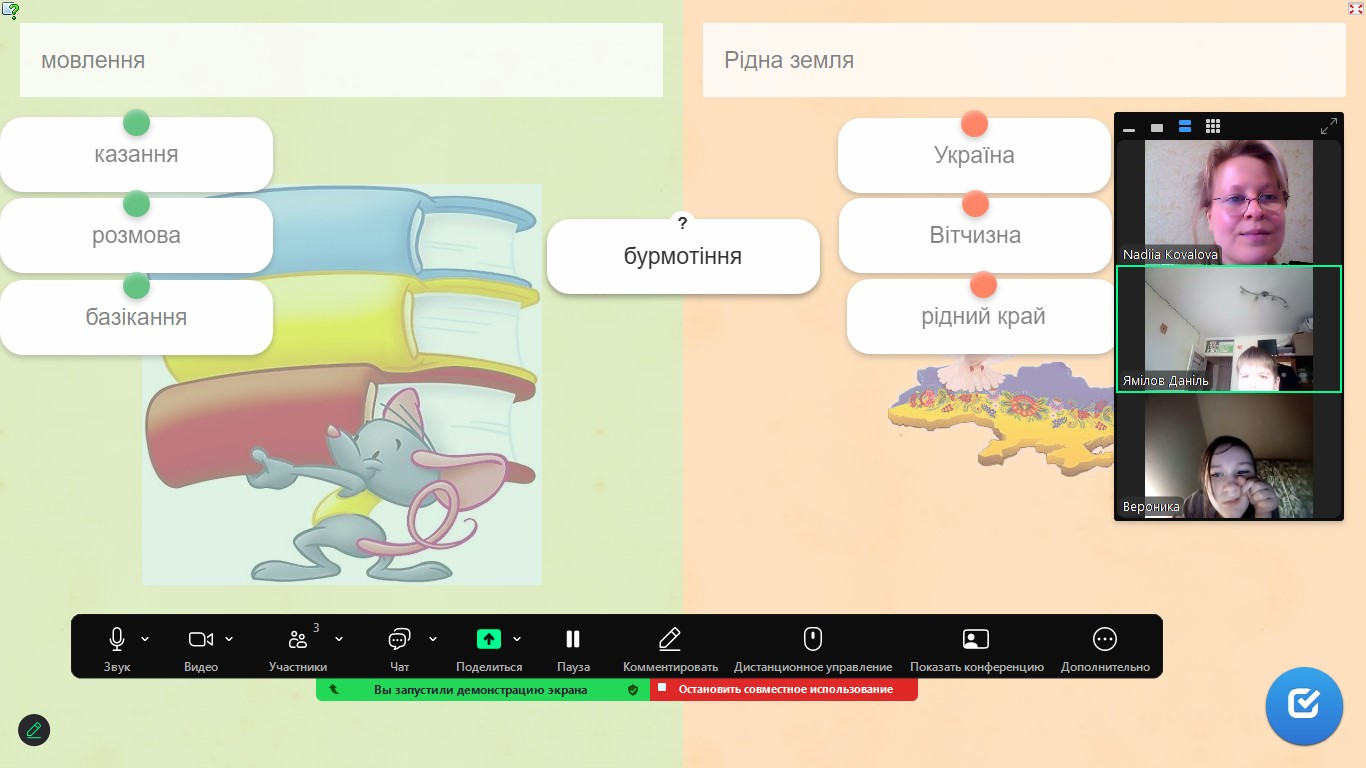 мовлення
Рідна земля
казання
розмова
базікання
?
бурмотіння
Україна
Вітчизна
рідний край
Nadiia Kovalova
Ямілов Даніль
Вероника
3
Звук
Видео
Участники
Чат
Поделиться
Пауза
Комментировать
Дистанционное управление
Показать конференцию
Дополнительно
Вы запустили демонстрацию экрана
Остановить совместное использование